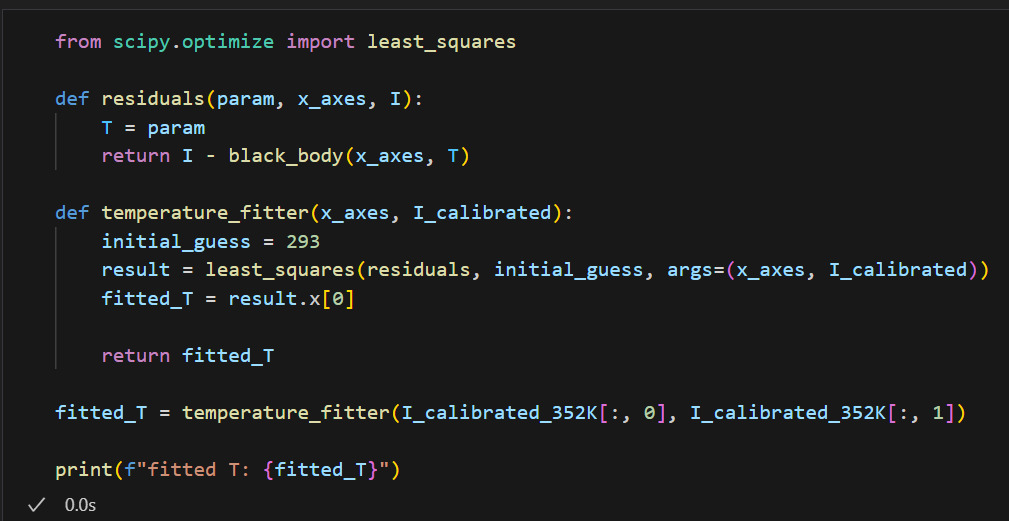 from scipy.optimize import least_squares
def residuals(param, x_axes, I):
T = param
return I - black_body(x_axes, T)
def temperature_fitter(x_axes, I_calibrated):
initial_guess = 293
result = least_squares(residuals, initial_guess, args=(x_axes, I_calibrated))
fitted_T = result.x[0]
return fitted_T
fitted_T = temperature_fitter(I_calibrated_352K[:, 0], I_calibrated_352K[:, 1])
print(f"fitted T: {fitted_T}")
0.0s